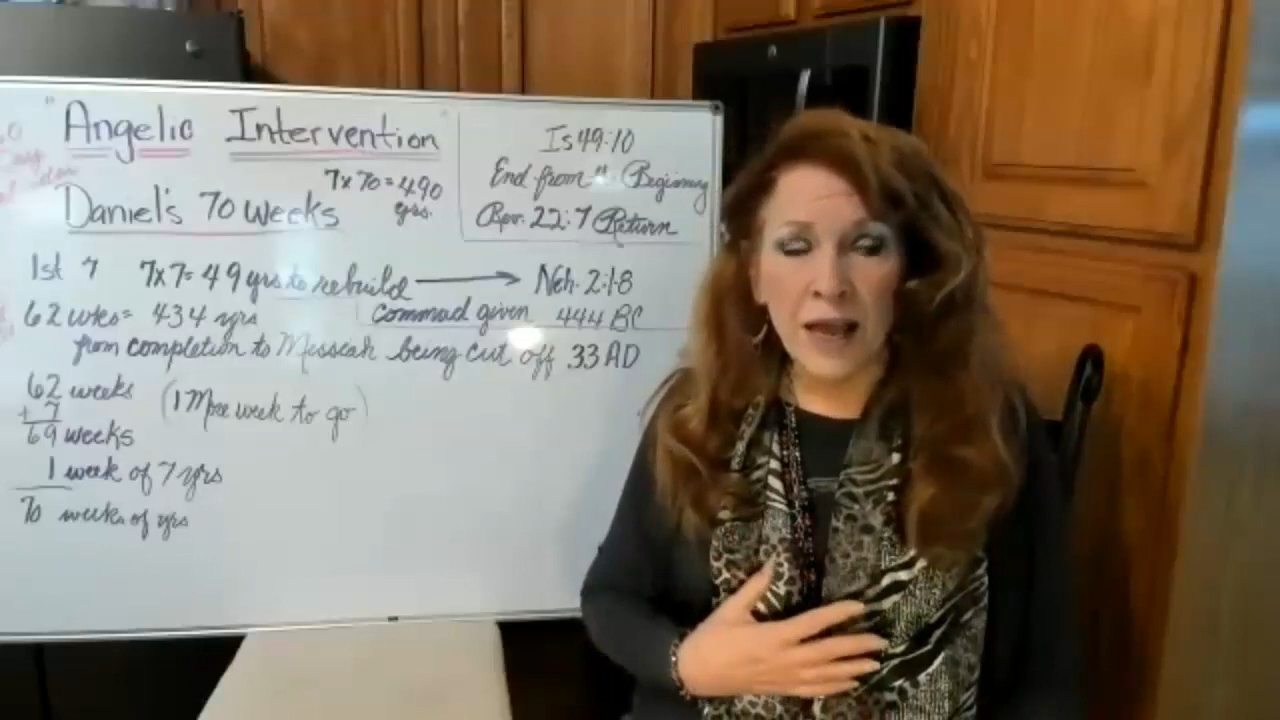 "Angelic Intervention"
7x70=490
yrs.
Daniel's 70 Weeks
Is 49:10
End from " Beginning
Rev. 22:7 Return
1st 7 7x7=49 yrs to rebuild Neh. 2:1-8
62 wks= 434 yrs Commad given 444 BC
from completion to Messeah being cut off 33 AD
62 weeks (1 More week to go)
+ 7
69 weeks
1 week of 7 yrs
70 weeks of yrs